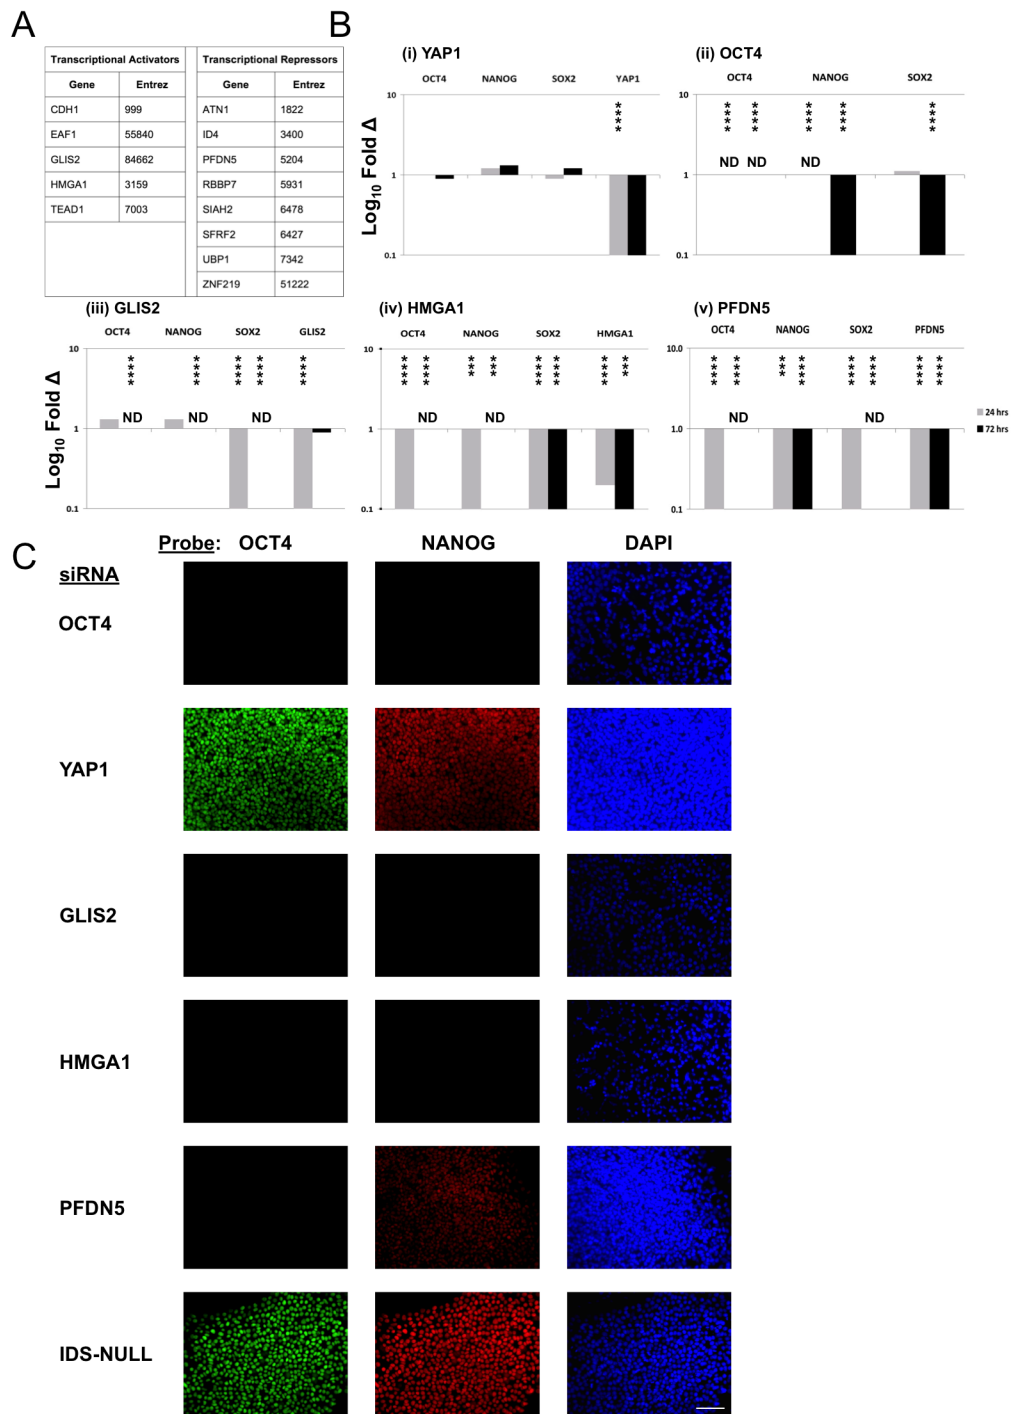 A
B
Transcriptional Activators Transcriptional Repressors
Gene Entrez Gene Entrez
CDH1 999 ATN1 1822
EAF1 55840 ID4 3400
GLIS2 84662 PFDN5 5204
HMGA1 3159 RBBP7 5931
TEAD1 7003 SIAH2 6478
SFRF2 6427
UBP1 7342
ZNF219 51222
(i) YAP1
OCT4 NANOG SOX2 YAP1
10
****
1
0.1
Log10 Fold Δ
(ii) OCT4
OCT4 NANOG SOX2
10
**** **** **** **** ****
ND ND ND
1
0.1
(iii) GLIS2
OCT4 NANOG SOX2 GLIS2
10
**** **** **** **** ****
ND ND ND
1
0.1
Log10 Fold Δ
(iv) HMGA1
OCT4 NANOG SOX2 HMGA1
10
**** **** *** *** **** **** **** ***
ND ND
1
0.1
(v) PFDN5
OCT4 NANOG SOX2 PFDN5
10.0
**** **** *** **** **** **** **** ****
ND ND
1.0
0.1
24 hrs
72 hrs
C
Probe: OCT4 NANOG DAPI
siRNA
OCT4
YAP1
GLIS2
HMGA1
PFDN5
IDS-NULL